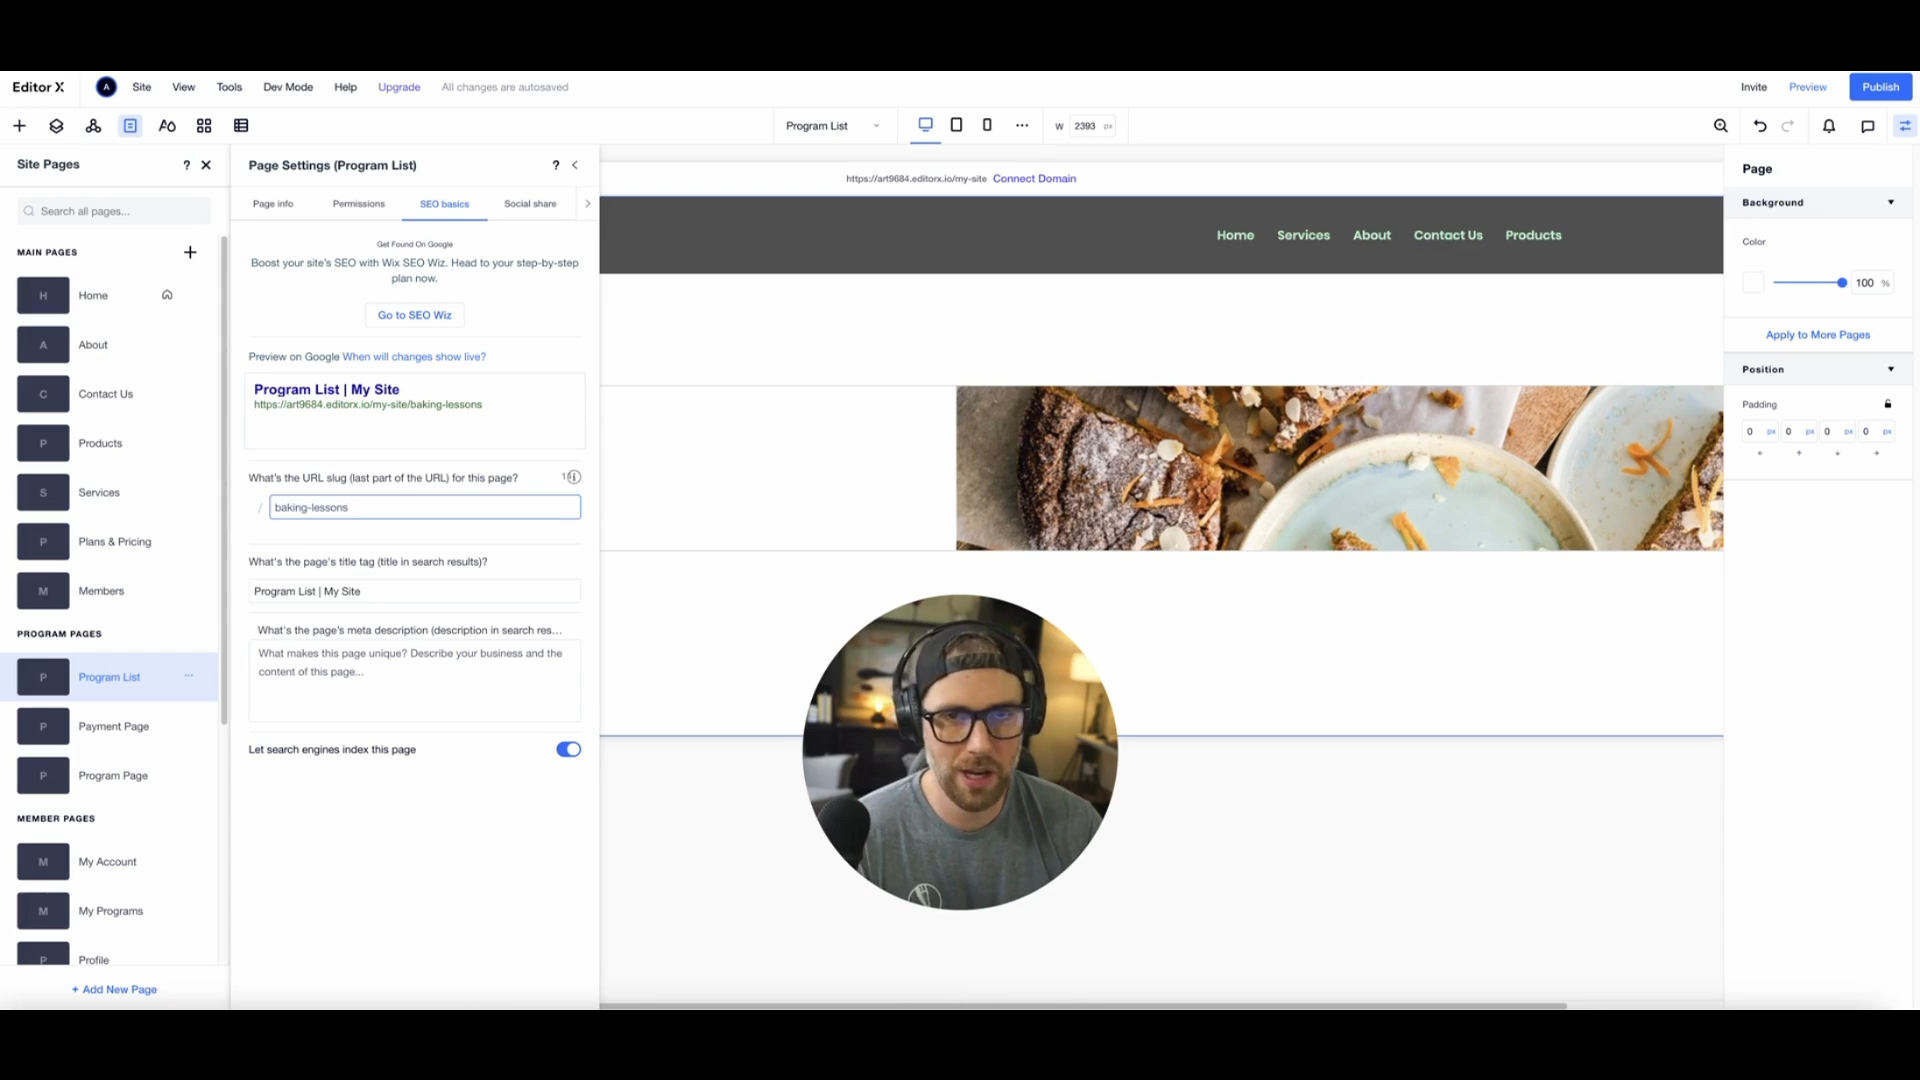 Editor X
A
Site
View
Tools
Dev Mode
Help
Upgrade
All changes are autosaved
Invite
Preview
Publish
Program List
W
2393
px
Site Pages
?
Search all pages...
MAIN PAGES
H
Home
A
About
C
Contact Us
P
Products
S
Services
P
Plans & Pricing
M
Members
PROGRAM PAGES
P
Program List
P
Payment Page
P
Program Page
MEMBER PAGES
M
My Account
M
My Programs
P
Profile
+ Add New Page
Page Settings (Program List)
?
Page info
Permissions
SEO basics
Social share
Get Found On Google
Boost your site's SEO with Wix SEO Wiz. Head to your step-by-step
plan now.
Go to SEO Wiz
Preview on Google When will changes show live?
Program List | My Site
https://art9684.editorx.io/my-site/baking-lessons
What's the URL slug (last part of the URL) for this page?
/
baking-lessons
What's the page's title tag (title in search results)?
Program List | My Site
What's the page's meta description (description in search res...
What makes this page unique? Describe your business and the
content of this page...
Let search engines index this page
https://art9684.editorx.io/my-site Connect Domain
Home
Services
About
Contact Us
Products
Page
Background
Color
100
%
Apply to More Pages
Position
Padding
0 px 0 px 0 px 0 px